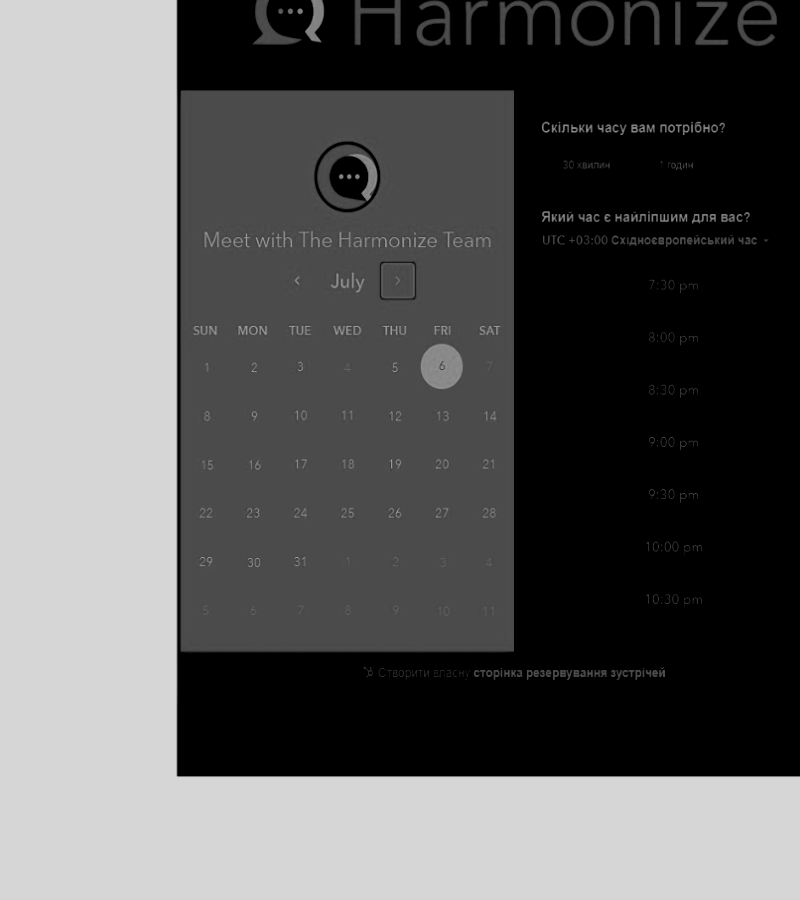 Harmonize
Meet with The Harmonize Team
July
SUN MON TUE WED THU FRI SAT
1 2 3 4 5 6 7
8 9 10 11 12 13 14
15 16 17 18 19 20 21
22 23 24 25 26 27 28
29 30 31 1 2 3 4
5 6 7 8 9 10 11
Скільки часу вам потрібно?
30 хвилин 1 годин
Який час є найліпшим для вас?
UTC +03:00 Східноєвропейський час
7:30 pm
8:00 pm
8:30 pm
9:00 pm
9:30 pm
10:00 pm
10:30 pm
Створити власну сторінка резервування зустрічей